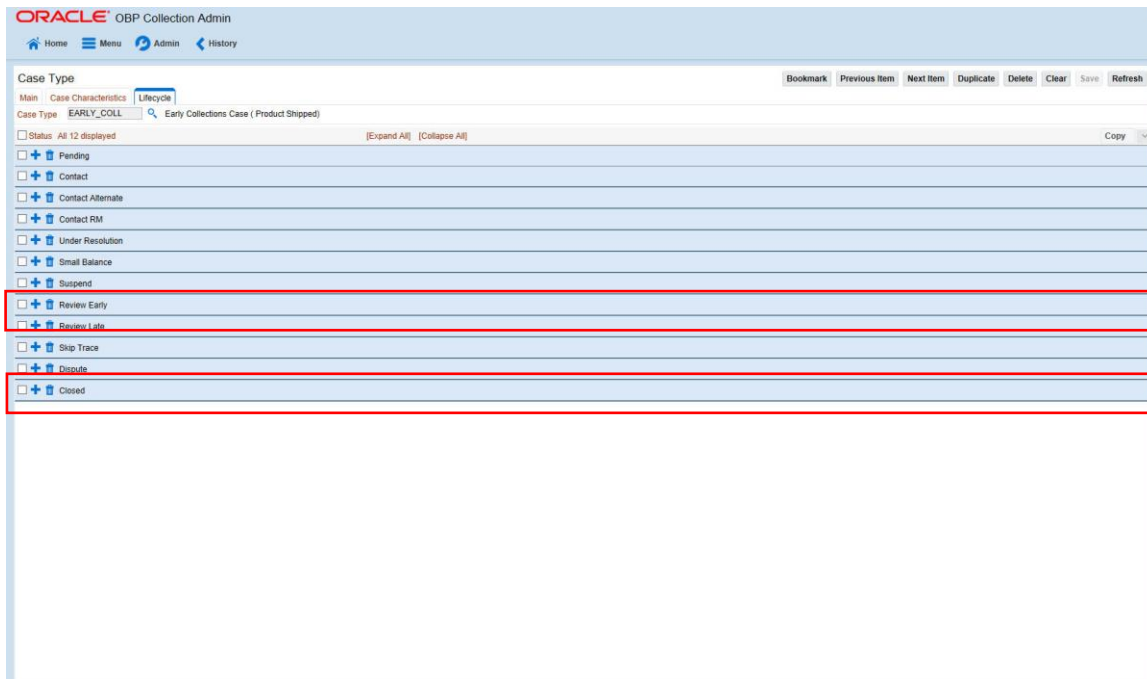 ORACLE OBP Collection Admin
Home Menu Admin History
Case Type Bookmark Previous Item Next Item Duplicate Delete Clear Save Refresh
Main Case Characteristics Lifecycle
Case Type EARLY_COLL Early Collections Case ( Product Shipped)
Status All 12 displayed [Expand All] [Collapse All] Copy
Pending
Contact
Contact Alternate
Contact RM
Under Resolution
Small Balance
Suspend
Review Early
Review Late
Skip Trace
Dispute
Closed